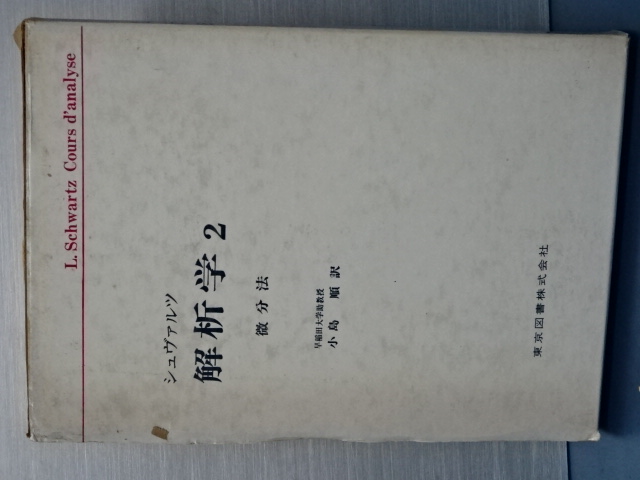 L. Schwartz Cours d'analyse
シュヴァルツ
解析学 2
微分法
早稲田大学助教授
小島 順 訳
東京図書株式会社